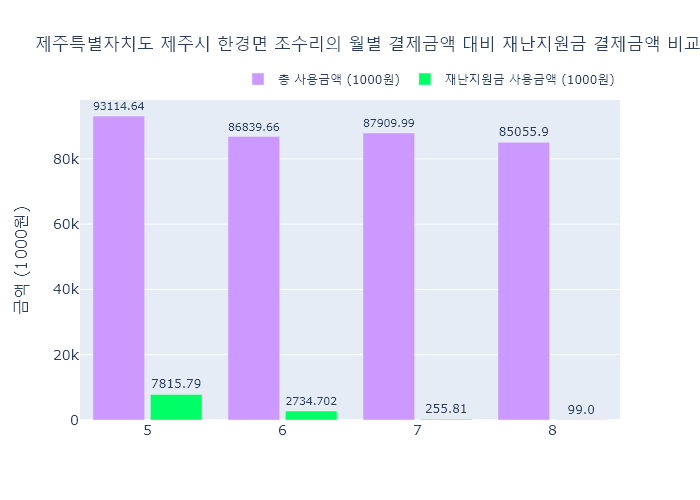 제주특별자치도 제주시 한경면 조수리의 월별 결제금액 대비 재난지원금 결제금액 비교
총 사용금액 (1000원)
재난지원금 사용금액 (1000원)
93114.64
86839.66
87909.99
85055.9
80k
60k
금액 (1000원)
40k
20k
7815.79
2734.702
255.81
99.0
0
5
6
7
8